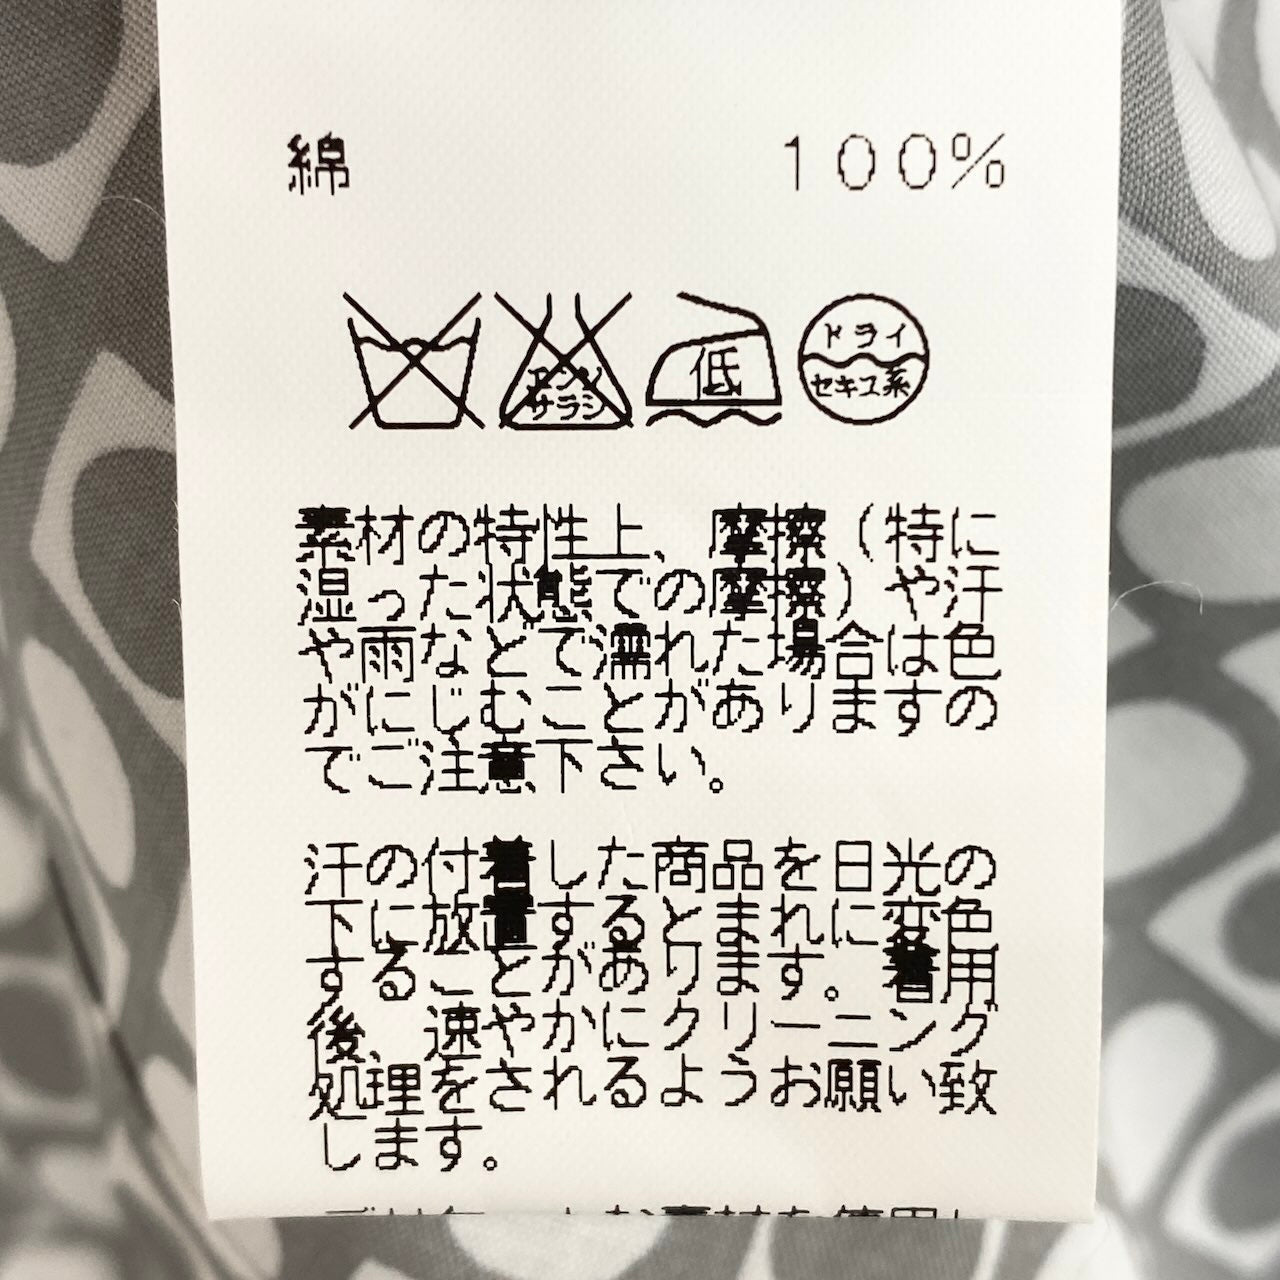 綿 100%
エンソ
サラシ
低
ドライ
セキユ系
素材の特性上、摩擦(特に
湿った状態での摩擦)や汗
や雨などで濡れた場合は色
がにじむことがありますの
でご注意下さい。
汗の付着した商品を日光の
下に放置するとまれに変色
することがあります。着用
後、速やかにクリーニング
処理をされるようお願い致
します。